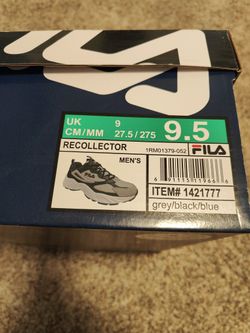 UK 9 9.5
CM/MM 27.5 / 275
RECOLLECTOR 1RM01379-052 FILA
MEN'S
ITEM# 1421777
grey/black/blue